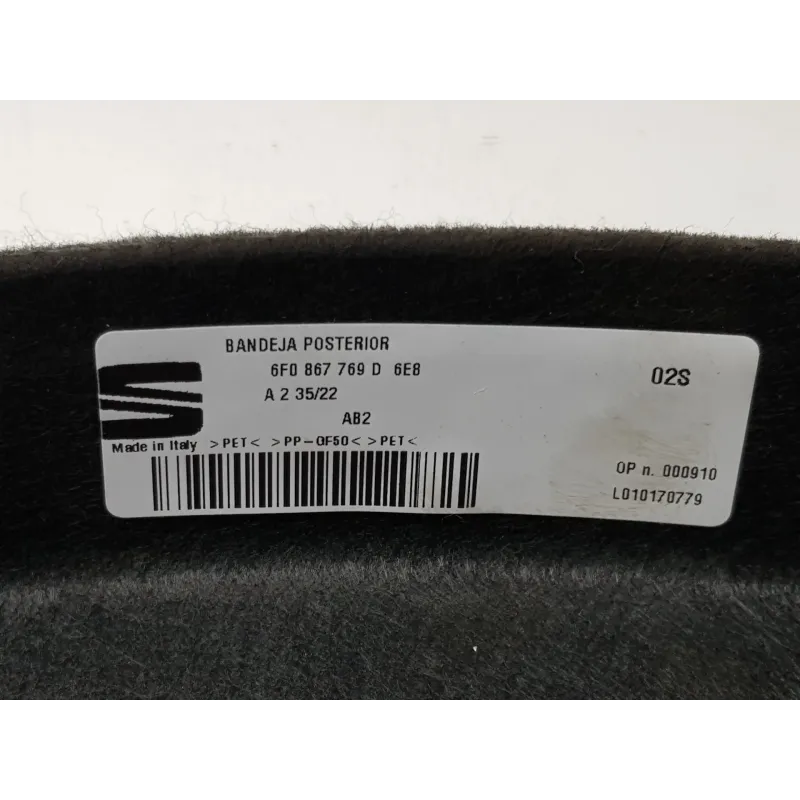 BANDEJA POSTERIOR
6F0 867 769 D 6E8
A 2 35/22
02S
AB2
Made in Italy >PET< >PP-GF50< >PET<
OP n. 000910
L010170779